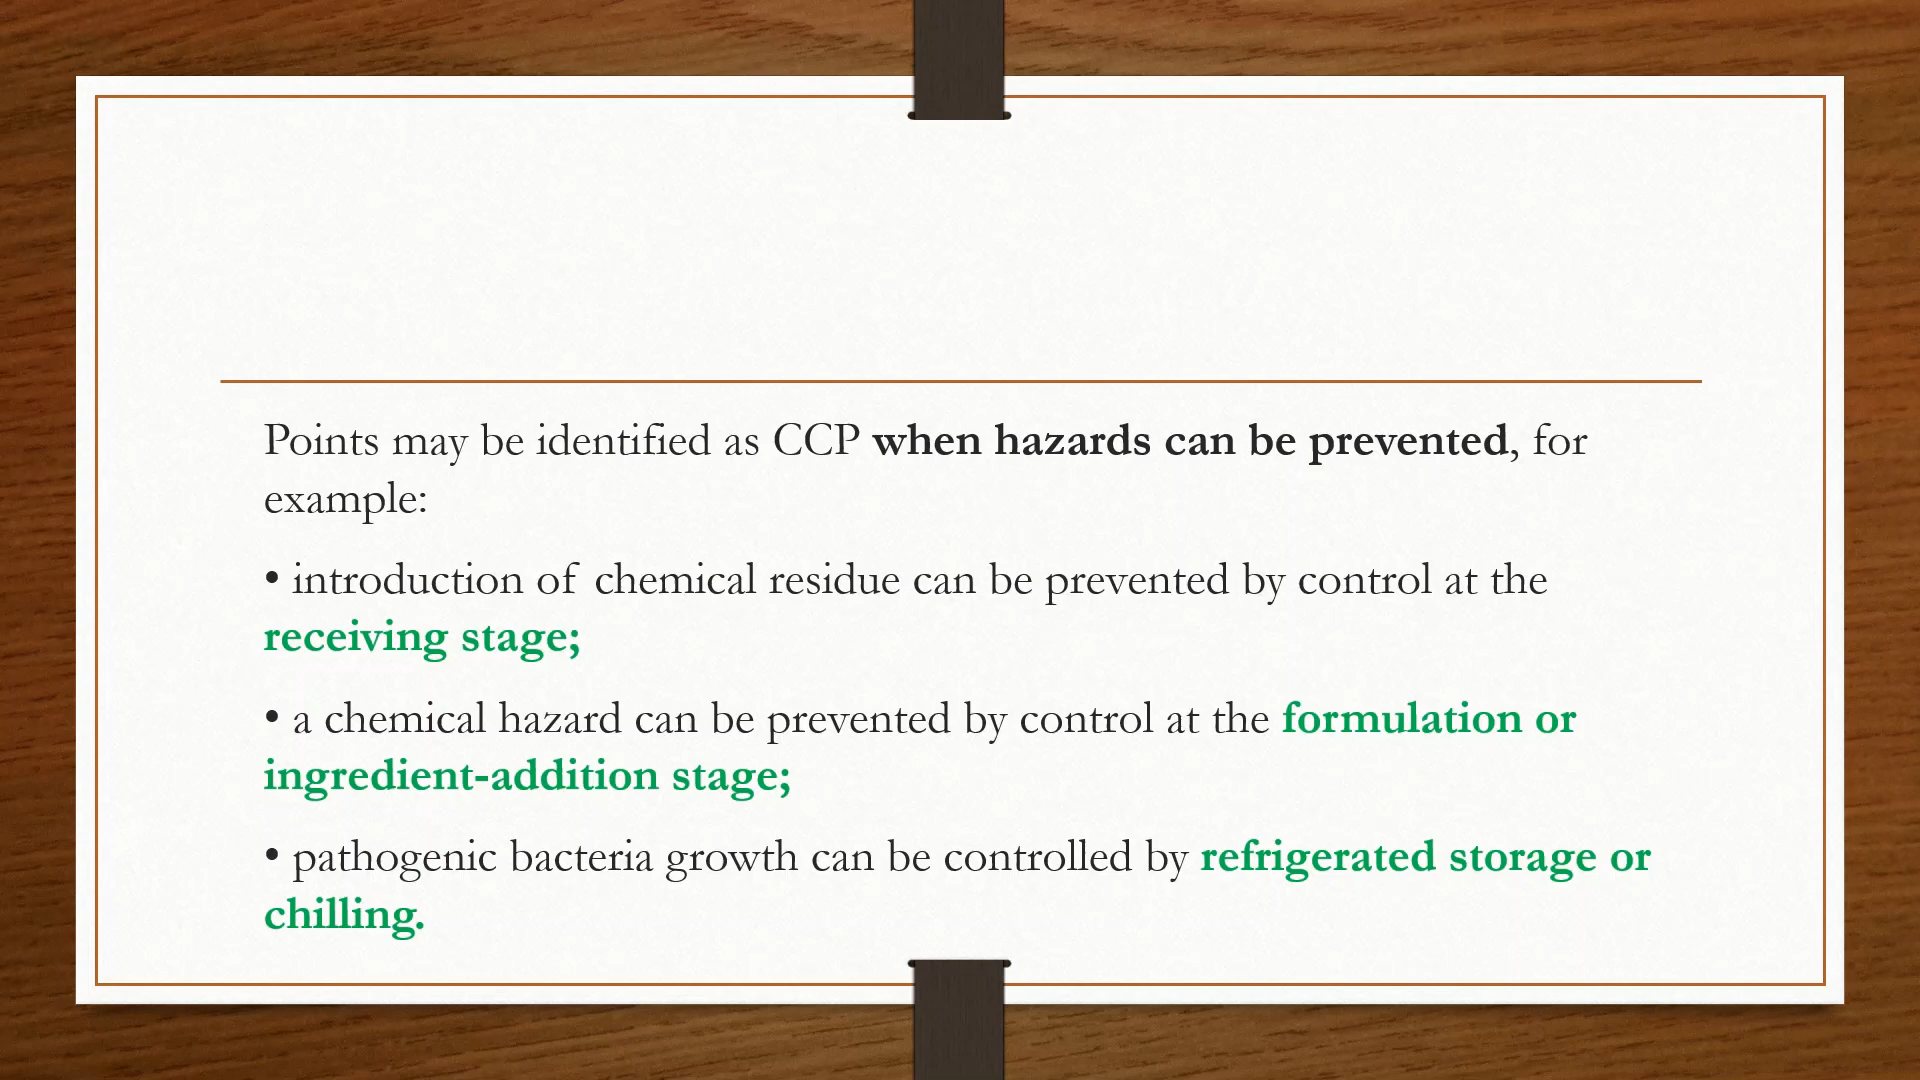 Points may be identified as CCP when hazards can be prevented, for
example:
• introduction of chemical residue can be prevented by control at the
receiving stage;
• a chemical hazard can be prevented by control at the formulation or
ingredient-addition stage;
• pathogenic bacteria growth can be controlled by refrigerated storage or
chilling.